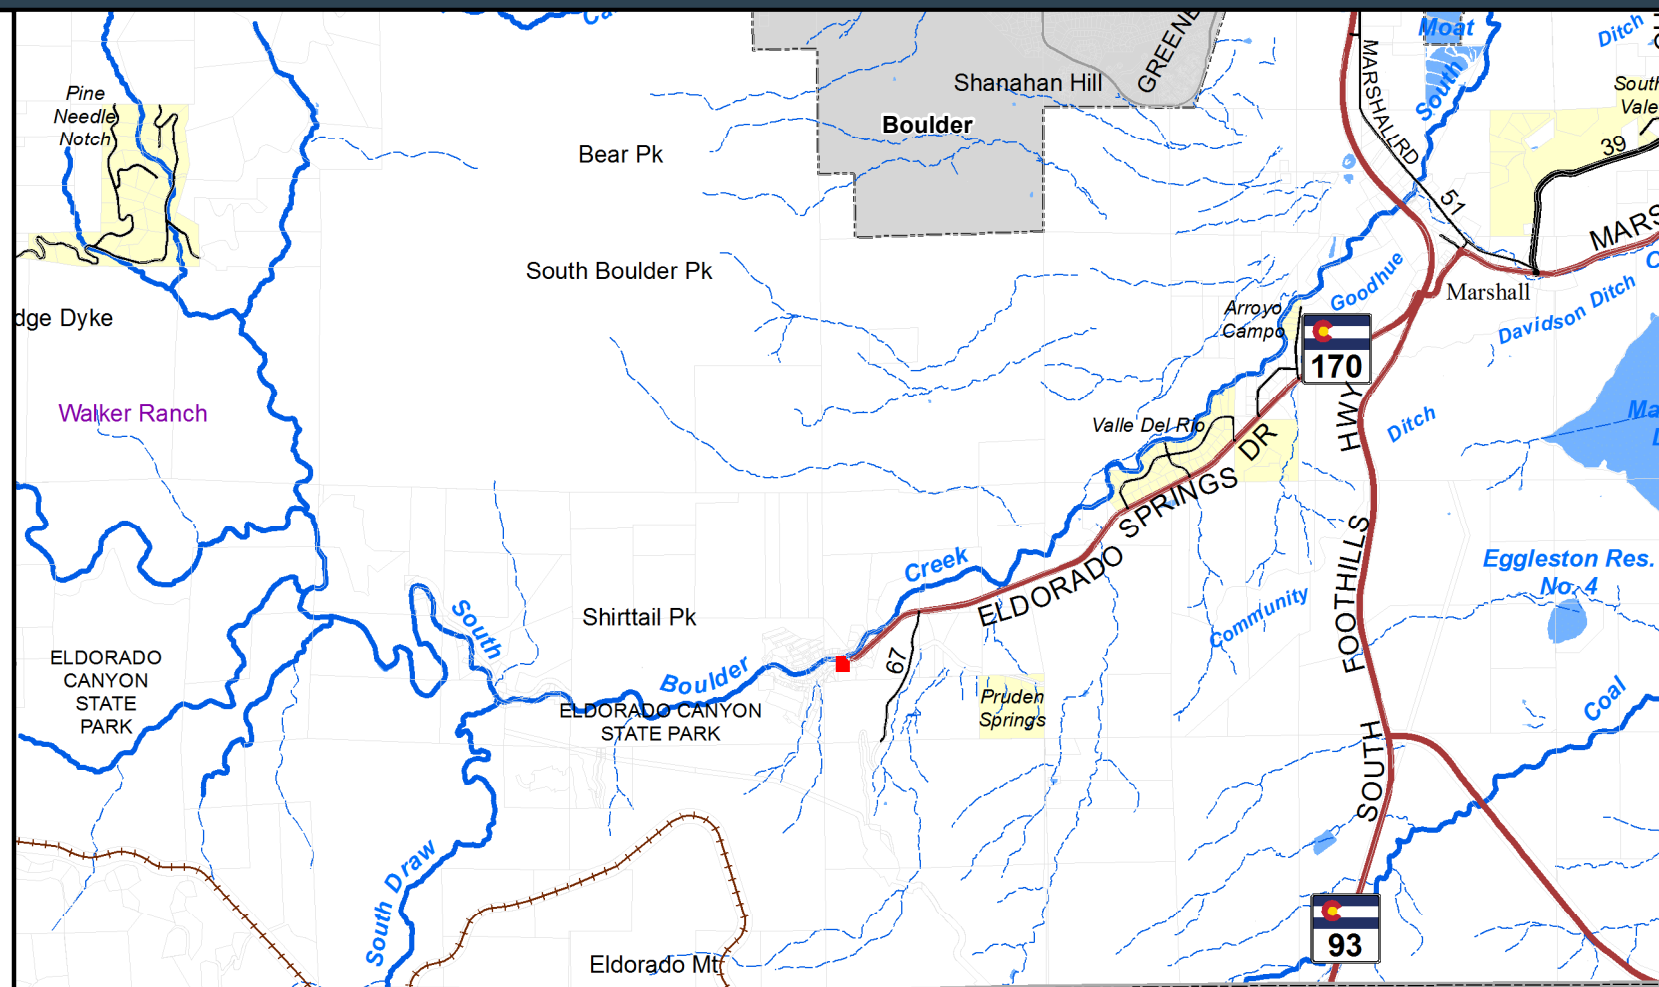 Moat
Ditch
GREENE
Shanahan Hill
MARSHALL RD
South
South
Vale
Pine
Needle
Notch
Boulder
Bear Pk
39
51
MARS
South Boulder Pk
Goodhue
Marshall
Davidson Ditch
Arroyo
Campo
dge Dyke
170
Walker Ranch
Valle Del Rio
HWY
Ditch
Ma
DR
SPRINGS
ELDORADO
FOOTHILLS
SOUTH
Creek
Eggleston Res.
No. 4
Community
Shirttail Pk
South
Boulder
67
ELDORADO
CANYON
STATE
PARK
ELDORADO CANYON
STATE PARK
Pruden
Springs
Coal
South Draw
93
Eldorado Mt